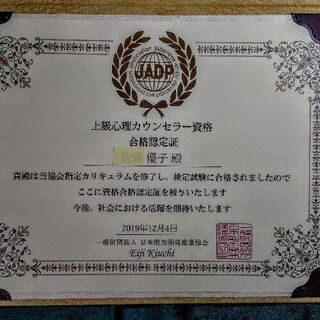 JADP
上級心理カウンセラー資格
合格認定証
佐藤優子 殿
貴殿は当協会指定カリキュラムを修了し、検定試験に合格されましたので
ここに資格合格認定証を授与いたします
今後、社会における活躍を期待いたします
2019年12月4日
一般財団法人 日本能力開発推進協会
Eiji Kiuchi